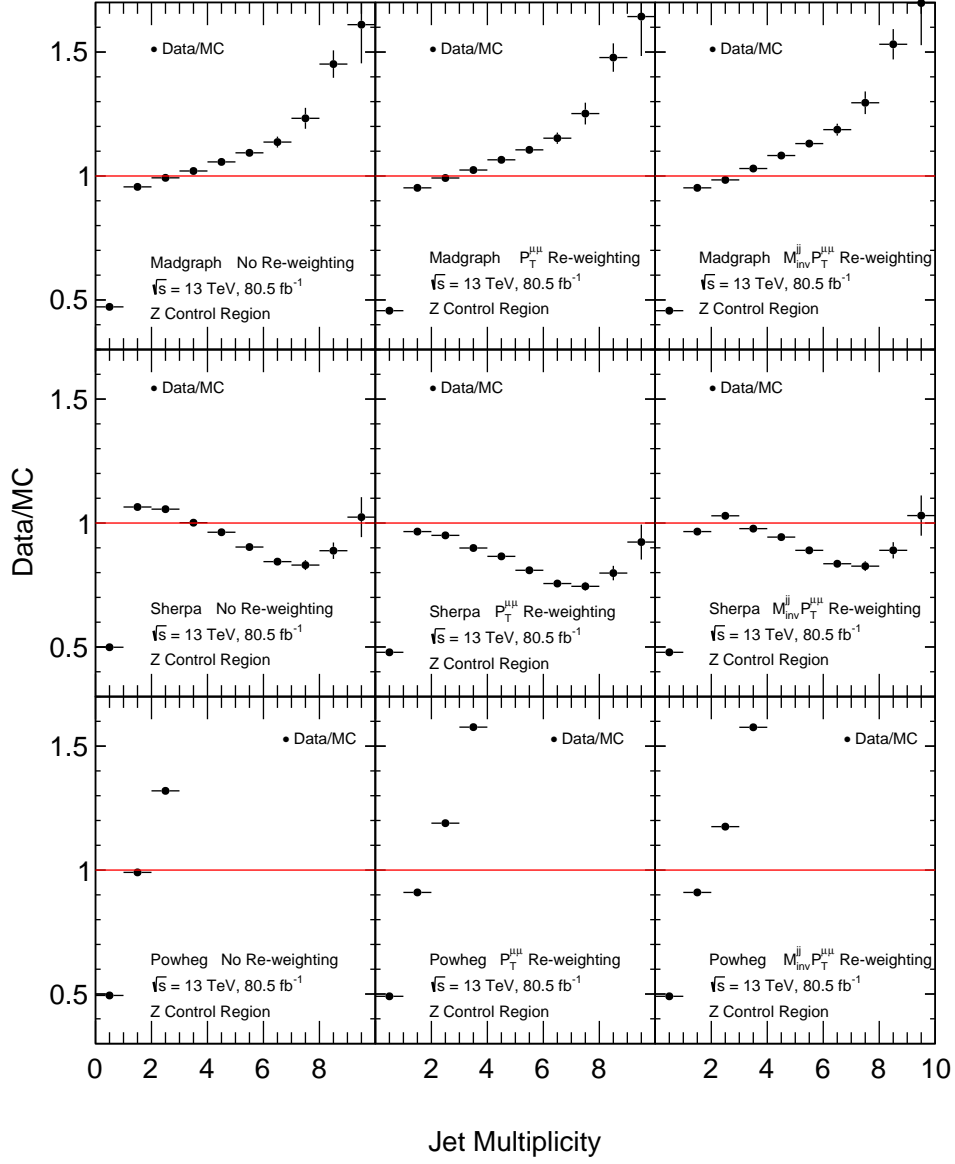 Data/MC
1.5
• Data/MC
• Data/MC
• Data/MC
1
Madgraph No Re-weighting
√s = 13 TeV, 80.5 fb⁻¹
Z Control Region
Madgraph P_T^μμ Re-weighting
√s = 13 TeV, 80.5 fb⁻¹
Z Control Region
Madgraph M_inv^jj P_T^μμ Re-weighting
√s = 13 TeV, 80.5 fb⁻¹
Z Control Region
0.5
• Data/MC
• Data/MC
• Data/MC
1.5
1
Sherpa No Re-weighting
√s = 13 TeV, 80.5 fb⁻¹
Z Control Region
Sherpa P_T^μμ Re-weighting
√s = 13 TeV, 80.5 fb⁻¹
Z Control Region
Sherpa M_inv^jj P_T^μμ Re-weighting
√s = 13 TeV, 80.5 fb⁻¹
Z Control Region
0.5
• Data/MC
• Data/MC
• Data/MC
1.5
1
Powheg No Re-weighting
√s = 13 TeV, 80.5 fb⁻¹
Z Control Region
Powheg P_T^μμ Re-weighting
√s = 13 TeV, 80.5 fb⁻¹
Z Control Region
Powheg M_inv^jj P_T^μμ Re-weighting
√s = 13 TeV, 80.5 fb⁻¹
Z Control Region
0.5
0 2 4 6 8 2 4 6 8 2 4 6 8 10
Jet Multiplicity